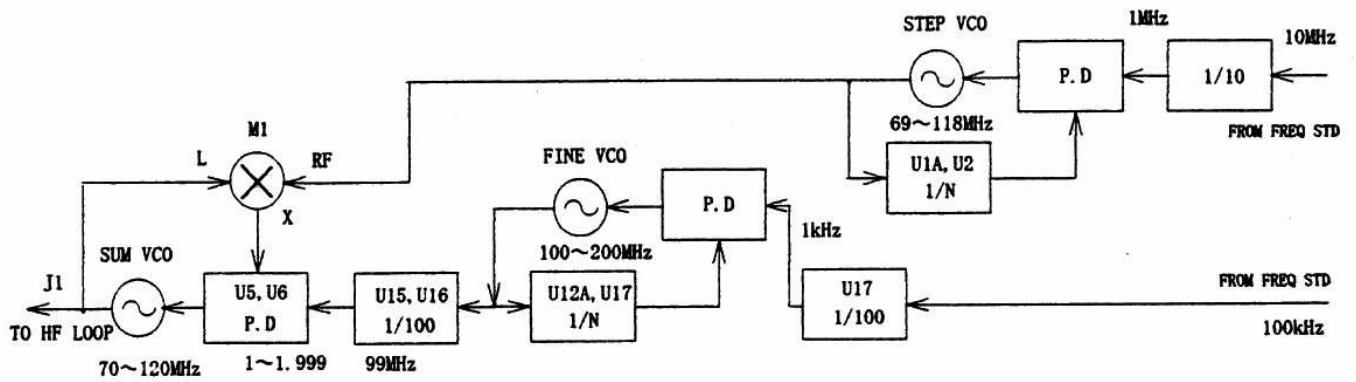 STEP VCO
1MHz
10MHz
P.D
1/10
69～118MHz
FROM FREQ STD
M1
L
RF
X
FINE VCO
U1A, U2
1/N
P.D
1kHz
100～200MHz
SUM VCO
J1
TO HF LOOP
U5, U6
P.D
U15, U16
1/100
U12A, U17
1/N
U17
1/100
FROM FREQ STD
100kHz
70～120MHz
1～1.999
99MHz